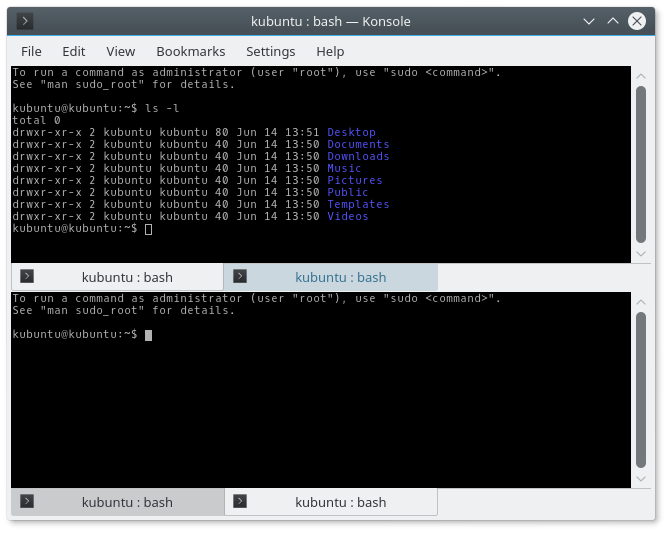 kubuntu : bash — Konsole
File Edit View Bookmarks Settings Help
To run a command as administrator (user "root"), use "sudo <command>".
See "man sudo_root" for details.
kubuntu@kubuntu:~$ ls -l
total 0
drwxr-xr-x 2 kubuntu kubuntu 80 Jun 14 13:51 Desktop
drwxr-xr-x 2 kubuntu kubuntu 40 Jun 14 13:50 Documents
drwxr-xr-x 2 kubuntu kubuntu 40 Jun 14 13:50 Downloads
drwxr-xr-x 2 kubuntu kubuntu 40 Jun 14 13:50 Music
drwxr-xr-x 2 kubuntu kubuntu 40 Jun 14 13:50 Pictures
drwxr-xr-x 2 kubuntu kubuntu 40 Jun 14 13:50 Public
drwxr-xr-x 2 kubuntu kubuntu 40 Jun 14 13:50 Templates
drwxr-xr-x 2 kubuntu kubuntu 40 Jun 14 13:50 Videos
kubuntu@kubuntu:~$
kubuntu : bash kubuntu : bash
To run a command as administrator (user "root"), use "sudo <command>".
See "man sudo_root" for details.
kubuntu@kubuntu:~$
kubuntu : bash kubuntu : bash